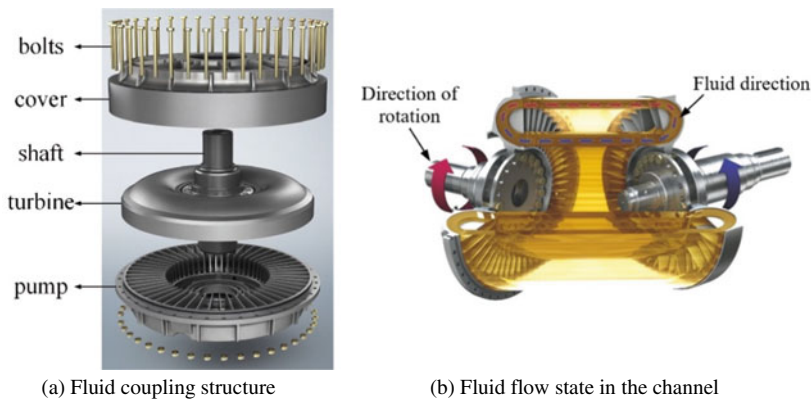 bolts
cover
shaft
turbine
pump
(a) Fluid coupling structure
Direction of
rotation
Fluid direction
(b) Fluid flow state in the channel